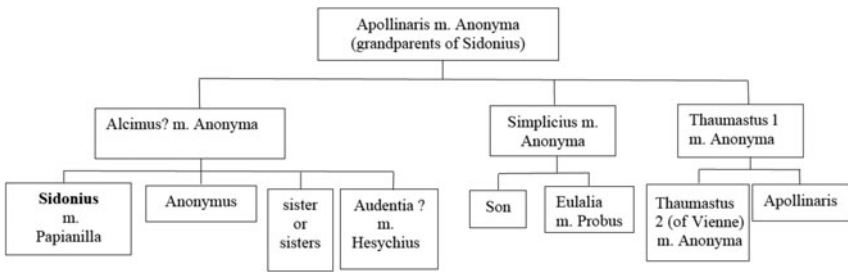 Apollinaris m. Anonyma
(grandparents of Sidonius)
Alcimus? m. Anonyma
Simplicius m.
Anonyma
Thaumastus 1
m. Anonyma
Sidonius
m.
Papianilla
Anonymus
sister
or
sisters
Audentia ?
m.
Hesychius
Son
Eulalia
m. Probus
Thaumastus
2 (of Vienne)
m. Anonyma
Apollinaris